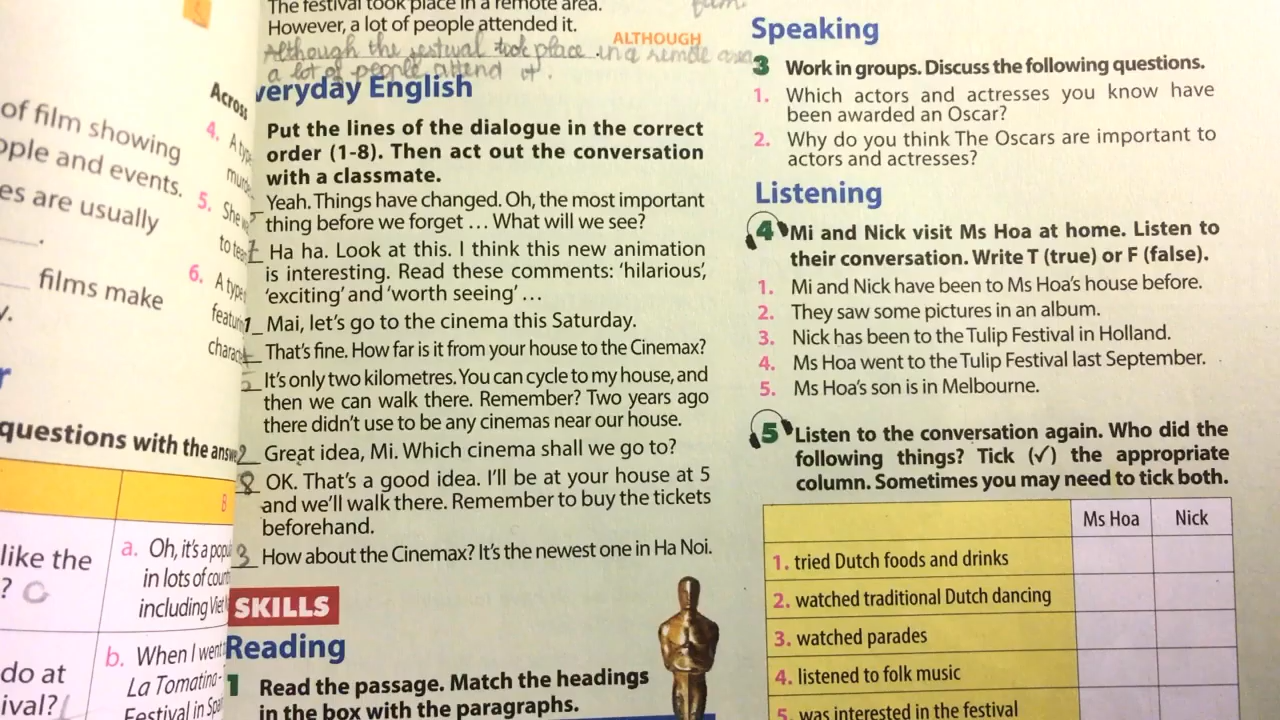 of film showing
people and events.
es are usually
films make
y.
r
questions with the answe
B
like the
? C
a. Oh, it's a popu
in lots of coun
including Viet
do at
ival?
b. When I went
La Tomatina
Festival in Spa
Across
4. A type
murd
5. She w
to tea
6. A type
featuri
charac
The festival took place in a remote area.
However, a lot of people attended it.
ALTHOUGH
Although the festival took place in a remote area
a lot of people attend it.
veryday English
Put the lines of the dialogue in the correct
order (1-8). Then act out the conversation
with a classmate.
Yeah. Things have changed. Oh, the most important
thing before we forget … What will we see?
Ha ha. Look at this. I think this new animation
is interesting. Read these comments: 'hilarious',
'exciting' and 'worth seeing' …
1 Mai, let's go to the cinema this Saturday.
That's fine. How far is it from your house to the Cinemax?
5 It's only two kilometres. You can cycle to my house, and
then we can walk there. Remember? Two years ago
there didn't use to be any cinemas near our house.
2 Great idea, Mi. Which cinema shall we go to?
8 OK. That's a good idea. I'll be at your house at 5
and we'll walk there. Remember to buy the tickets
beforehand.
3 How about the Cinemax? It's the newest one in Ha Noi.
SKILLS
Reading
1 Read the passage. Match the headings
in the box with the paragraphs.
Speaking
3 Work in groups. Discuss the following questions.
1. Which actors and actresses you know have
been awarded an Oscar?
2. Why do you think The Oscars are important to
actors and actresses?
Listening
4 Mi and Nick visit Ms Hoa at home. Listen to
their conversation. Write T (true) or F (false).
1. Mi and Nick have been to Ms Hoa's house before.
2. They saw some pictures in an album.
3. Nick has been to the Tulip Festival in Holland.
4. Ms Hoa went to the Tulip Festival last September.
5. Ms Hoa's son is in Melbourne.
5 Listen to the conversation again. Who did the
following things? Tick (✓) the appropriate
column. Sometimes you may need to tick both.
Ms Hoa Nick
1. tried Dutch foods and drinks
2. watched traditional Dutch dancing
3. watched parades
4. listened to folk music
5. was interested in the festival